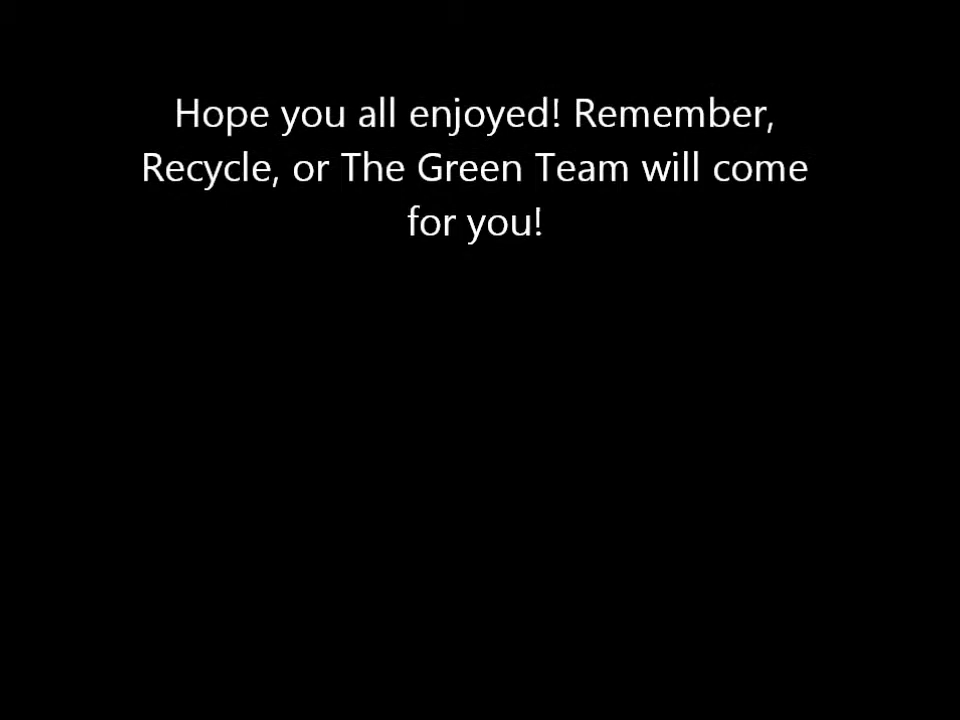 Hope you all enjoyed! Remember,
Recycle, or The Green Team will come
for you!